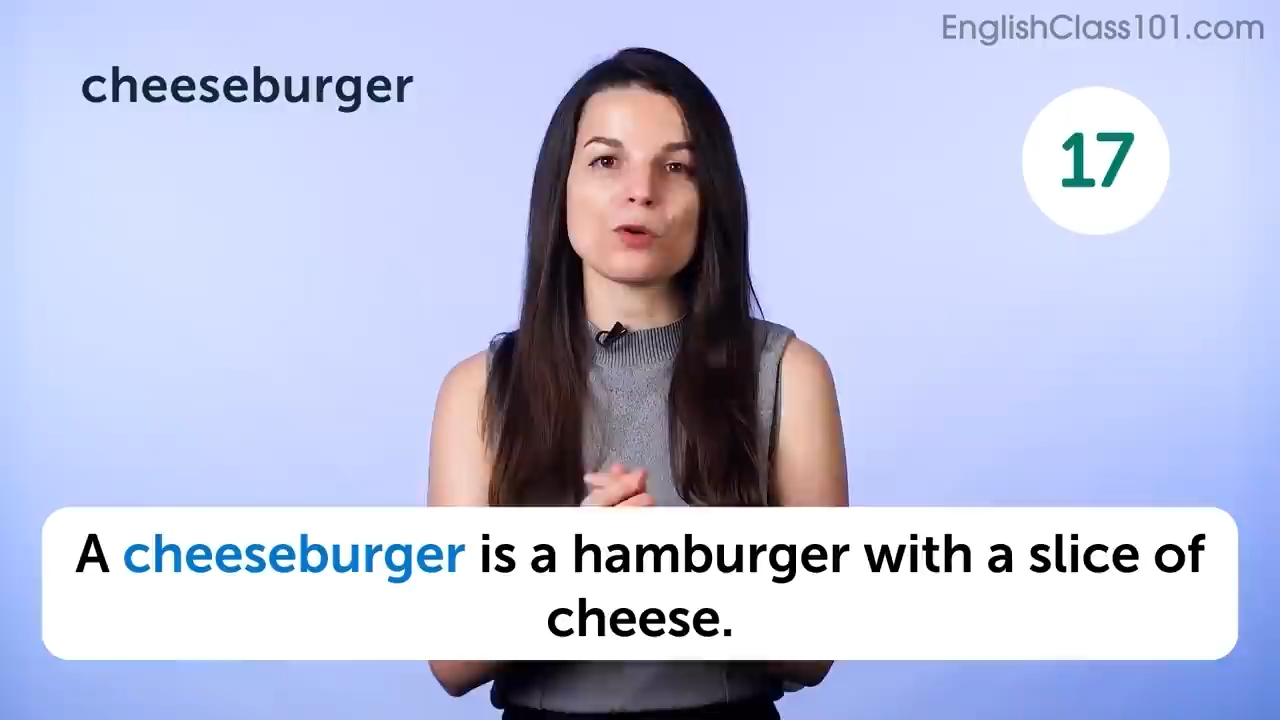 EnglishClass101.com
cheeseburger
17
A cheeseburger is a hamburger with a slice of
cheese.